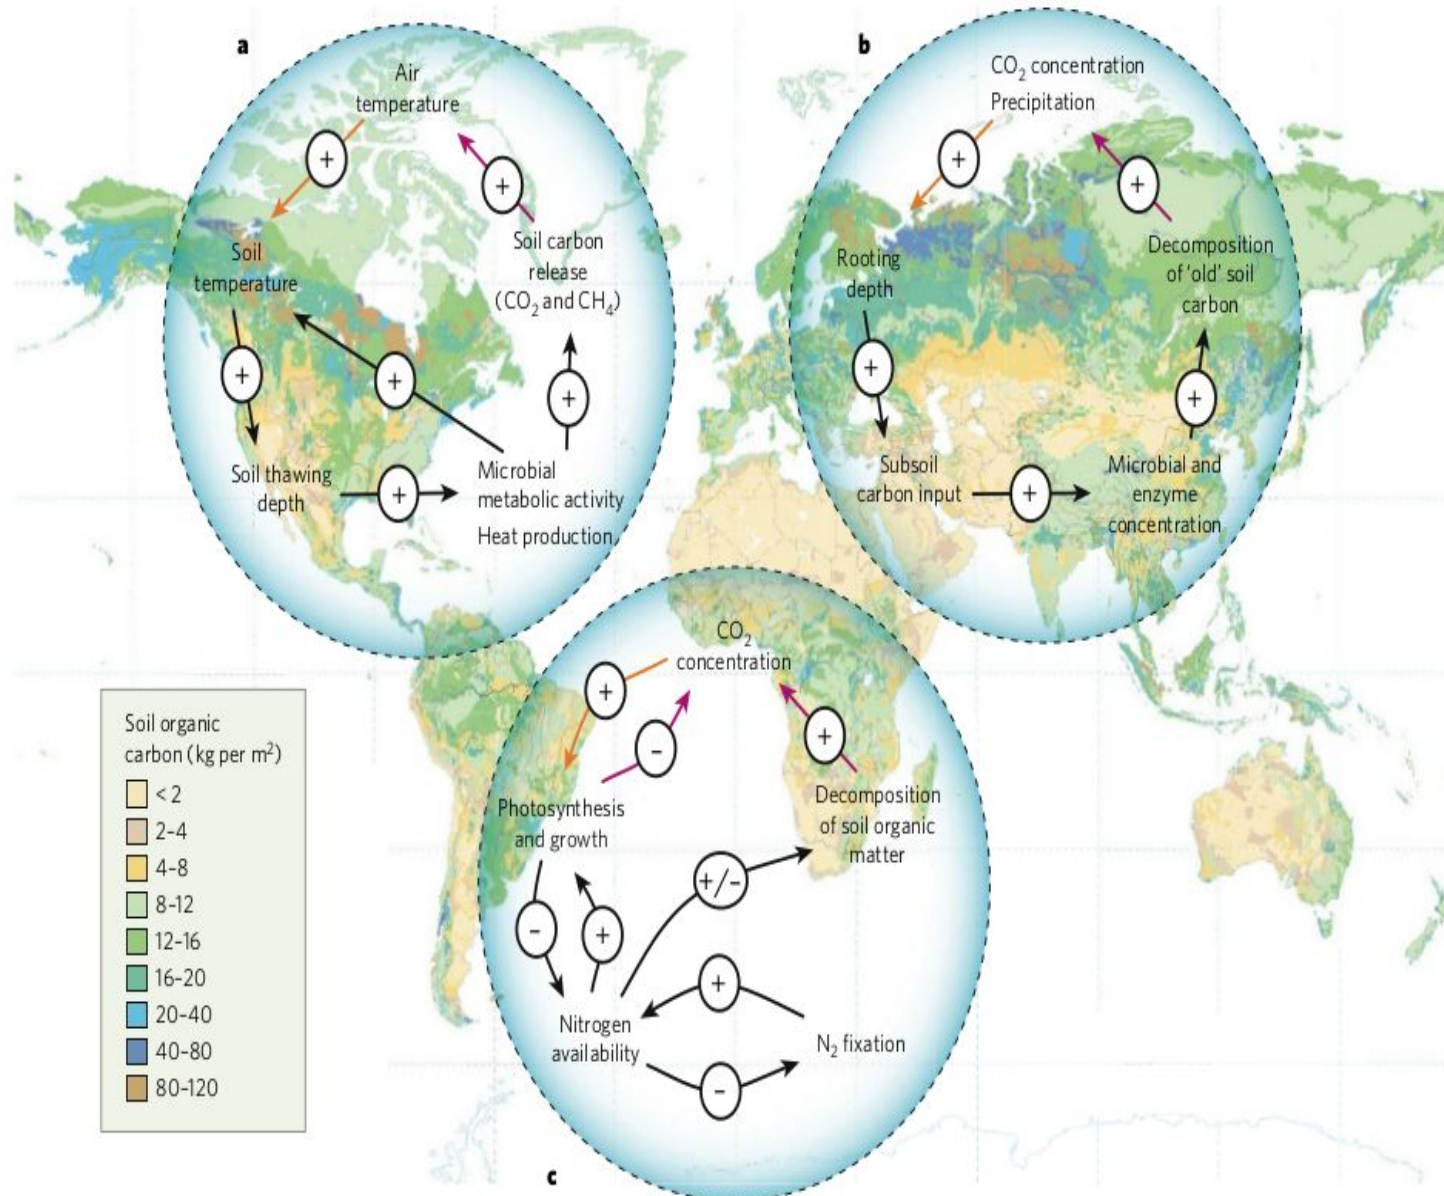 a
Air
temperature
+
+
Soil
temperature
Soil carbon
release
(CO₂ and CH₄)
+
+
+
Soil thawing
depth
+
Microbial
metabolic activity
Heat production
b
CO₂ concentration
Precipitation
+
+
Rooting
depth
Decomposition
of ‘old’ soil
carbon
+
+
Subsoil
carbon input
+
Microbial and
enzyme
concentration
CO₂
concentration
+
–
+
Photosynthesis
and growth
Decomposition
of soil organic
matter
+/–
–
+
+
Nitrogen
availability
N₂ fixation
–
c
Soil organic
carbon (kg per m²)
< 2
2–4
4–8
8–12
12–16
16–20
20–40
40–80
80–120